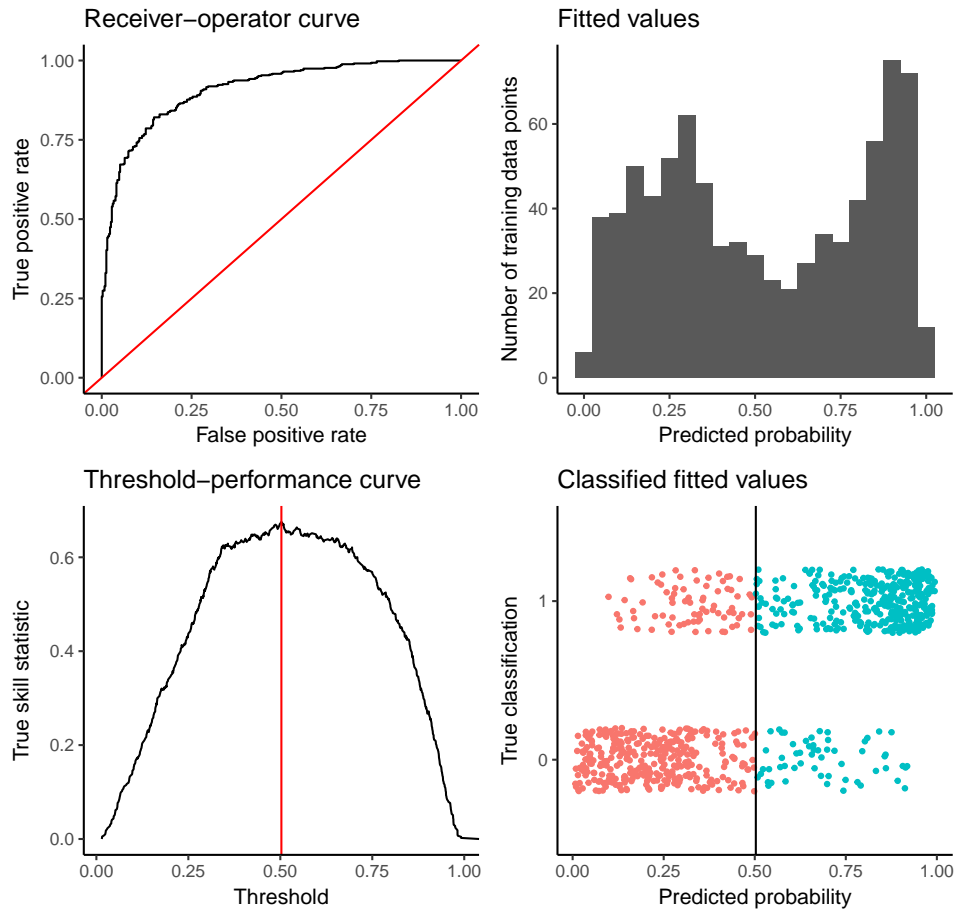 Receiver−operator curve
True positive rate
1.00
0.75
0.50
0.25
0.00
0.00 0.25 0.50 0.75 1.00
False positive rate
Fitted values
Number of training data points
60
40
20
0
0.00 0.25 0.50 0.75 1.00
Predicted probability
Threshold−performance curve
True skill statistic
0.6
0.4
0.2
0.0
0.00 0.25 0.50 0.75 1.00
Threshold
Classified fitted values
True classification
1
0
0.00 0.25 0.50 0.75 1.00
Predicted probability